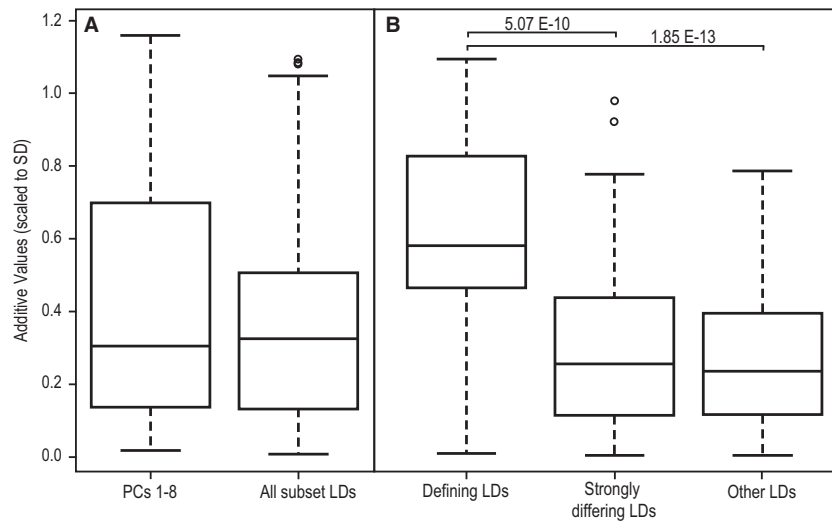 A
B
5.07 E-10
1.85 E-13
Additive Values (scaled to SD)
1.2
1.0
0.8
0.6
0.4
0.2
0.0
PCs 1-8
All subset LDs
Defining LDs
Strongly
differing LDs
Other LDs